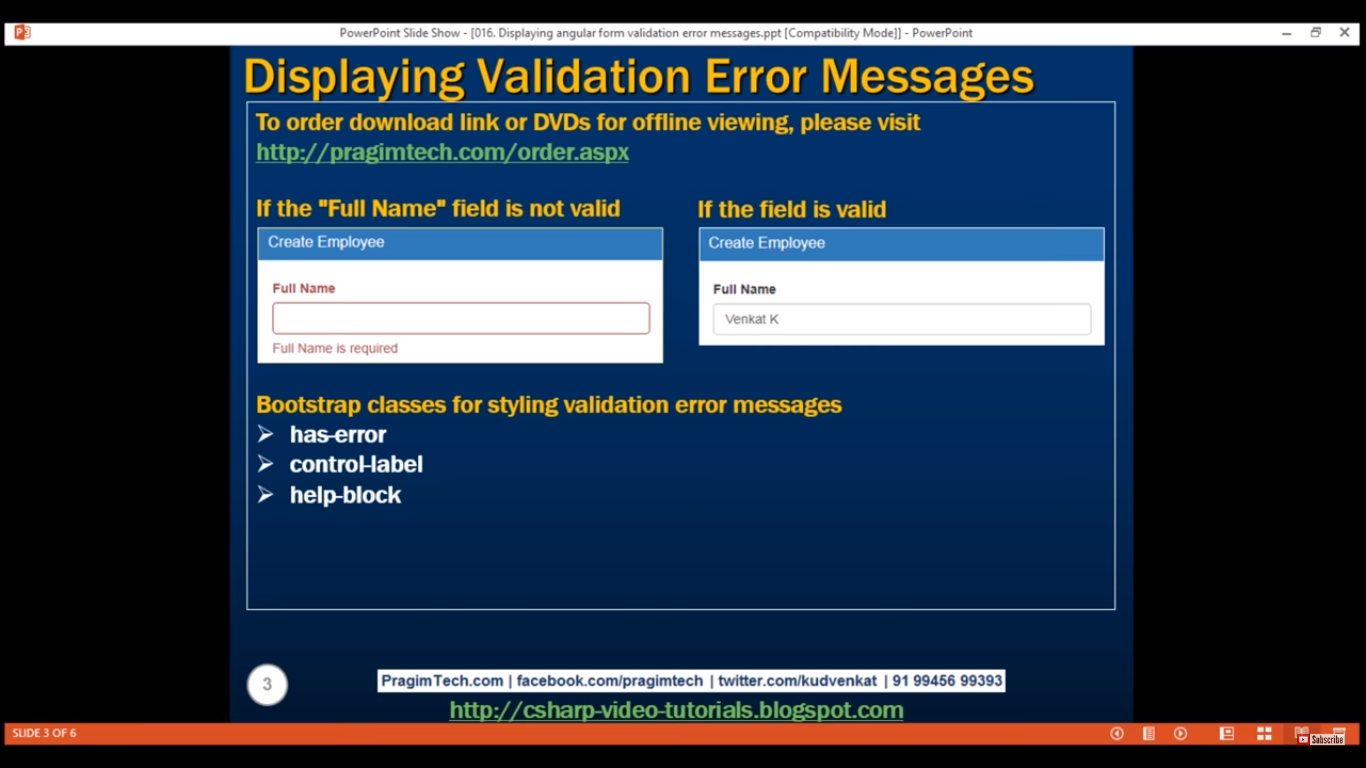 PowerPoint Slide Show - [016. Displaying angular form validation error messages.ppt [Compatibility Mode]] - PowerPoint
Displaying Validation Error Messages
To order download link or DVDs for offline viewing, please visit
http://pragimtech.com/order.aspx
If the "Full Name" field is not valid
Create Employee
Full Name
Full Name is required
If the field is valid
Create Employee
Full Name
Venkat K
Bootstrap classes for styling validation error messages
has-error
control-label
help-block
3
PragimTech.com | facebook.com/pragimtech | twitter.com/kudvenkat | 91 99456 99393
http://csharp-video-tutorials.blogspot.com
SLIDE 3 OF 6
Subscribe